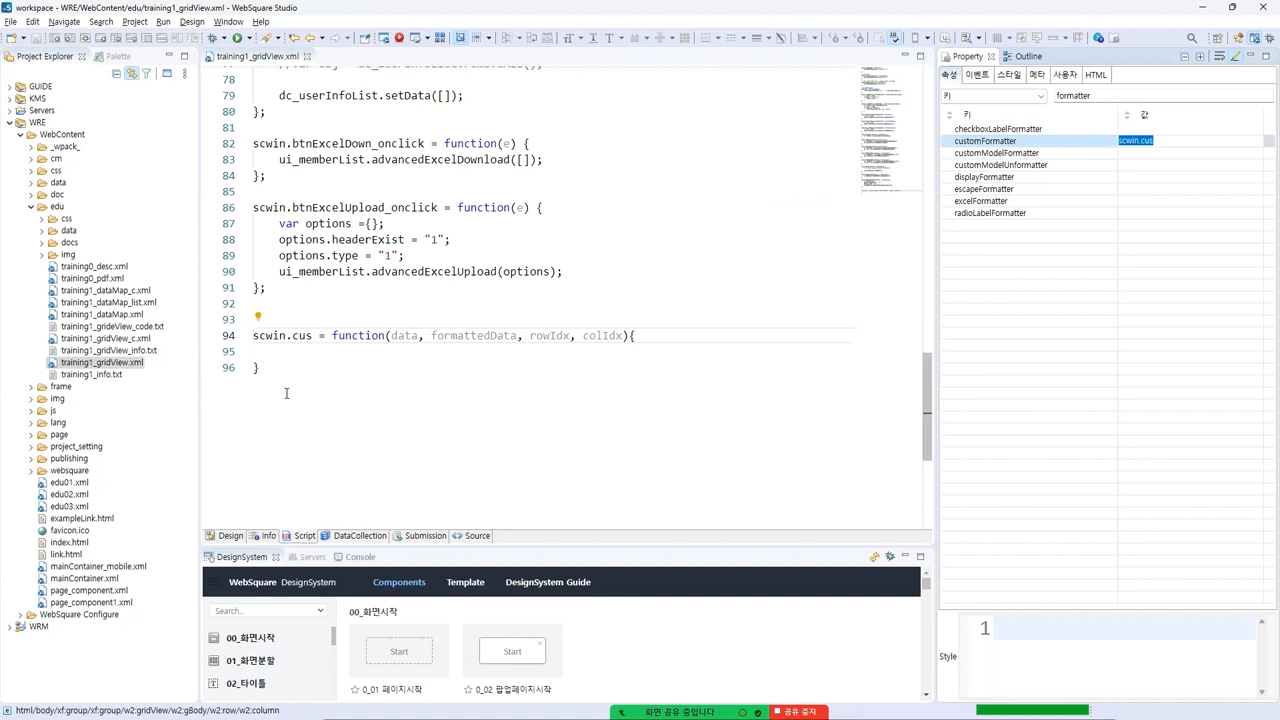 workspace - WRE/WebContent/edu/training1_gridView.xml - WebSquare Studio
File Edit Navigate Search Project Run Design Window Help
Project Explorer
Palette
training1_gridView.xml
Property
Outline
GUIDE
KMS
Servers
WRE
WebContent
_wpack_
cm
css
data
doc
edu
css
data
docs
img
training0_desc.xml
training0_pdf.xml
training1_dataMap_c.xml
training1_dataMap_list.xml
training1_dataMap.xml
training1_grideView_code.txt
training1_gridView_c.xml
training1_gridView_info.txt
training1_gridView.xml
training1_info.txt
frame
img
js
lang
page
project_setting
publishing
websquare
edu01.xml
edu02.xml
edu03.xml
exampleLink.html
favicon.ico
index.html
link.html
mainContainer_mobile.xml
mainContainer.xml
page_component.xml
page_component1.xml
WebSquare Configure
WRM
78
79 dc_userInfoList.setData([])
80 };
81
82 scwin.btnExcelDownload_onclick = function(e) {
83 ui_memberList.advancedExcelDownload([]);
84 };
85
86 scwin.btnExcelUpload_onclick = function(e) {
87 var options ={};
88 options.headerExist = "1";
89 options.type = "1";
90 ui_memberList.advancedExcelUpload(options);
91 };
92
93
94 scwin.cus = function(data, formattedData, rowIdx, colIdx){
95
96 }
Design Info Script DataCollection Submission Source
DesignSystem Servers Console
WebSquare DesignSystem Components Template DesignSystem Guide
Search...
00_화면시작
01_화면분할
02_타이틀
00_화면시작
Start
Start
0_01 페이지시작
0_02 팝업페이지시작
속성 이벤트 스타일 메타 사용자 HTML
키
formatter
customFormatter scwin.cus
customModelFormatter
displayFormatter
escapeFormatter
excelFormatter
radioLabelFormatter
1
Style
html/body/xf:group/xf:group/w2:gridView/w2:gBody/w2:row/w2:column
화면 공유 중입니다
공유 중지